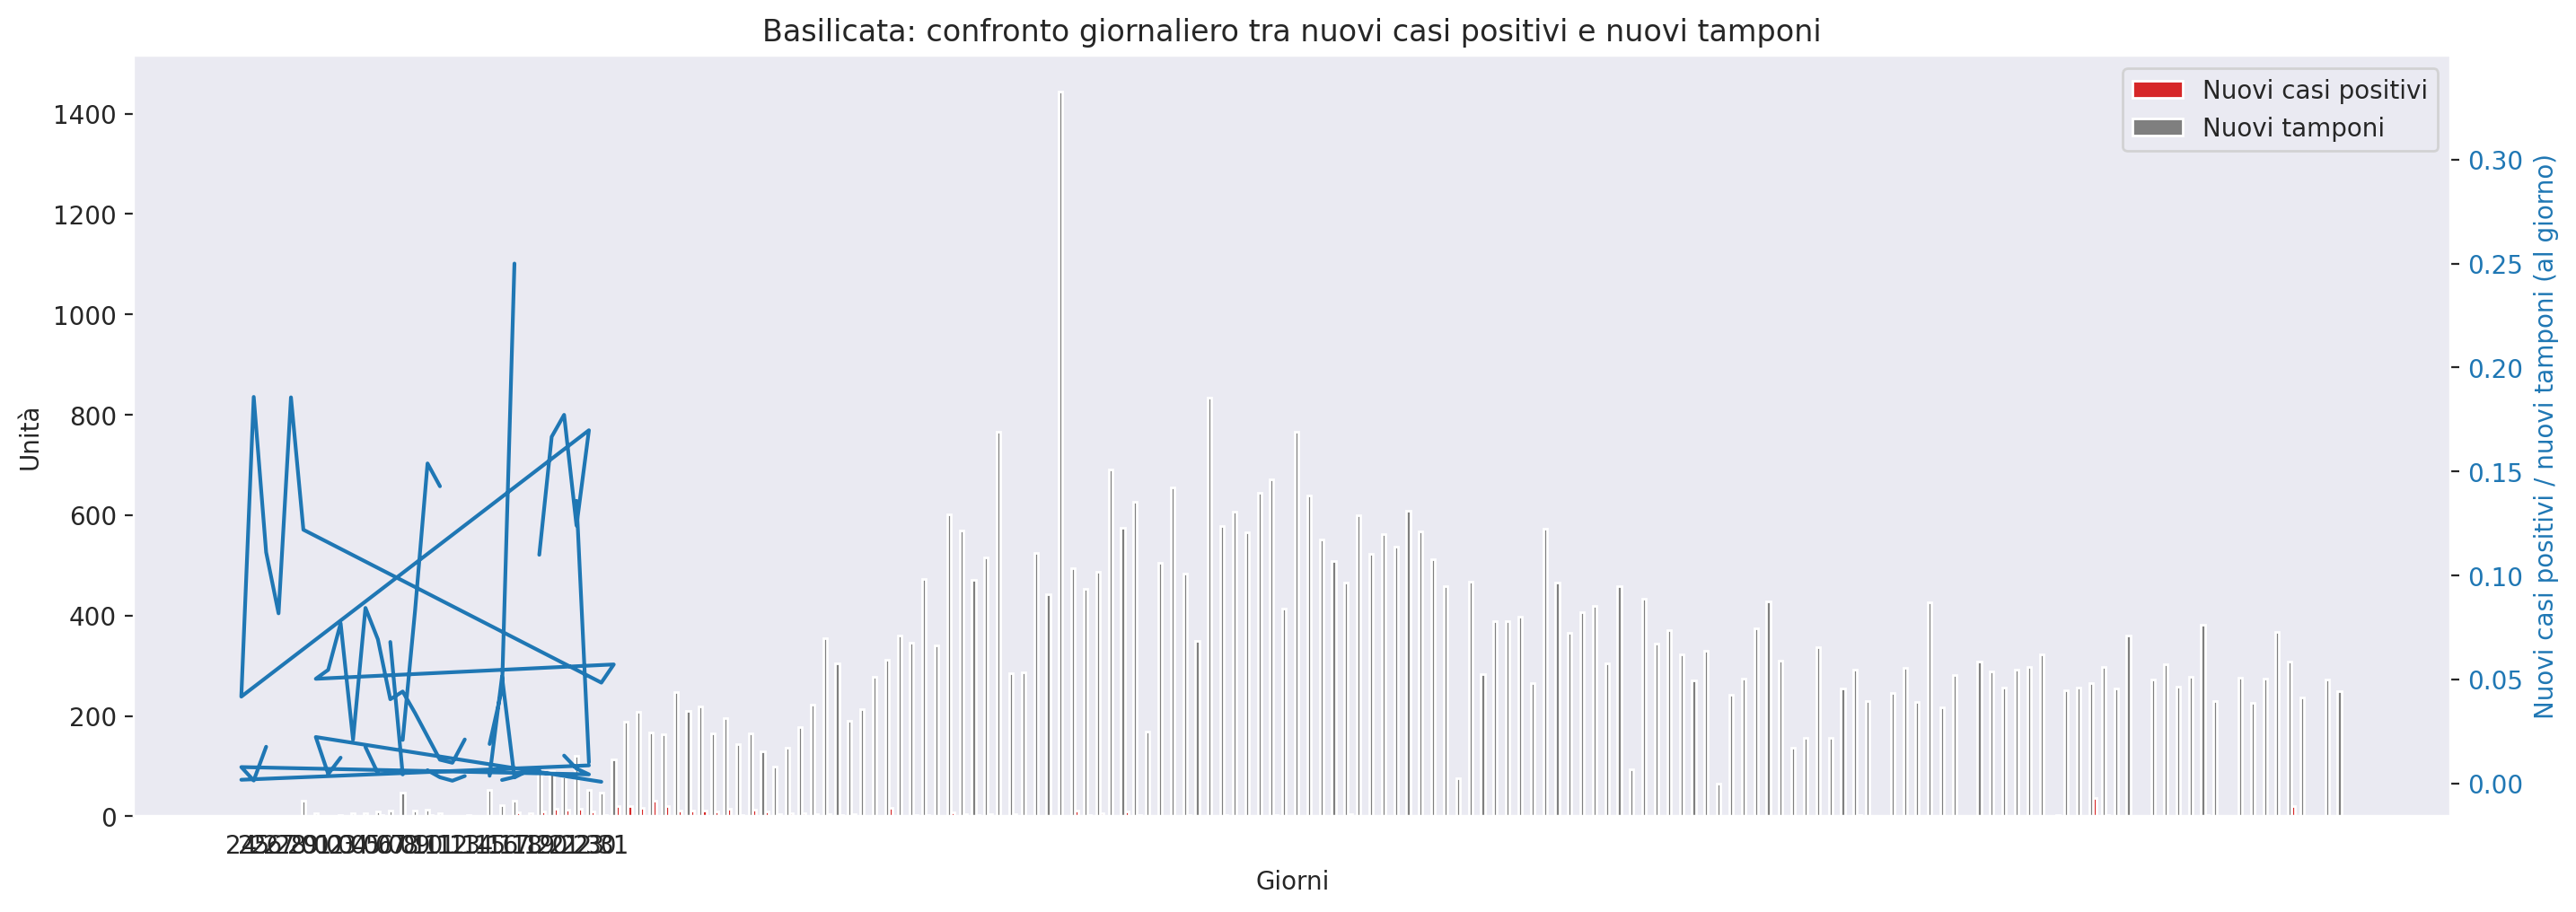 Basilicata: confronto giornaliero tra nuovi casi positivi e nuovi tamponi
Nuovi casi positivi
Nuovi tamponi
1400
1200
1000
800
600
400
200
0
Unità
0.30
0.25
0.20
0.15
0.10
0.05
0.00
Nuovi casi positivi / nuovi tamponi (al giorno)
Giorni